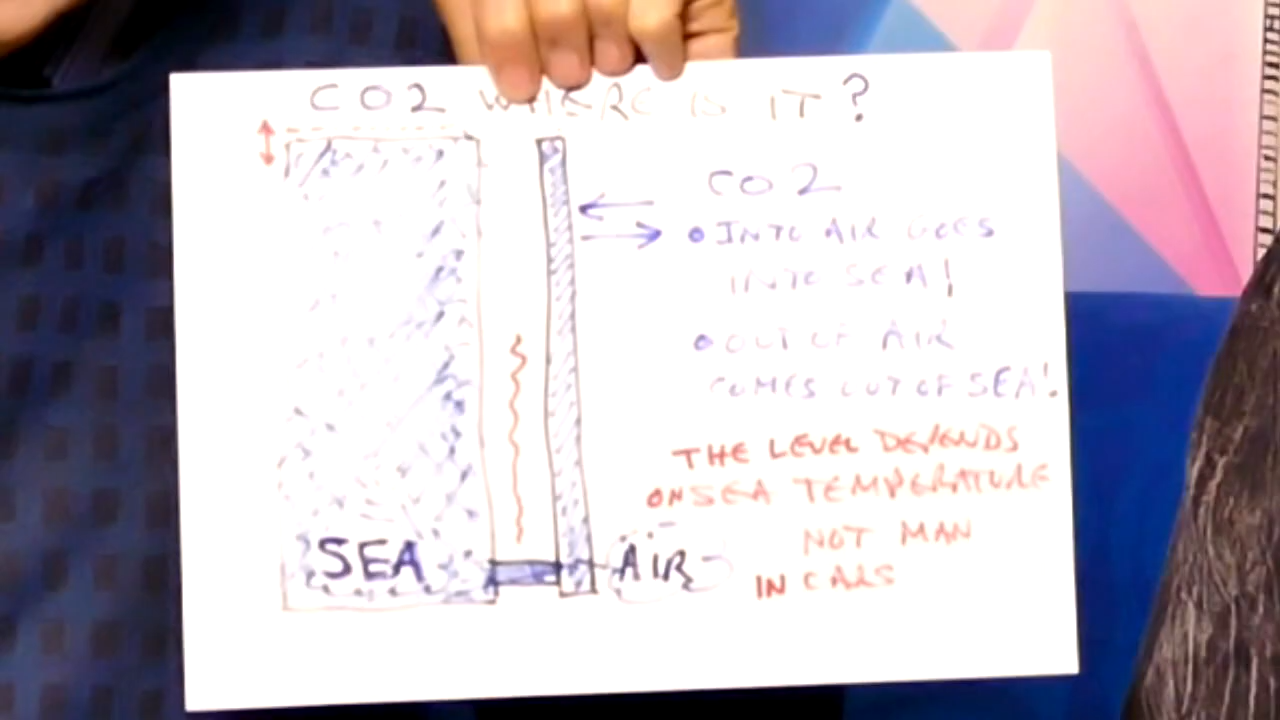 CO2 WHERE IS IT?
CO2
• INTO AIR GOES
INTO SEA!
• OUT OF AIR
COMES OUT OF SEA!
THE LEVEL DEPENDS
ON SEA TEMPERATURE
NOT MAN
IN CARS
SEA
AIR